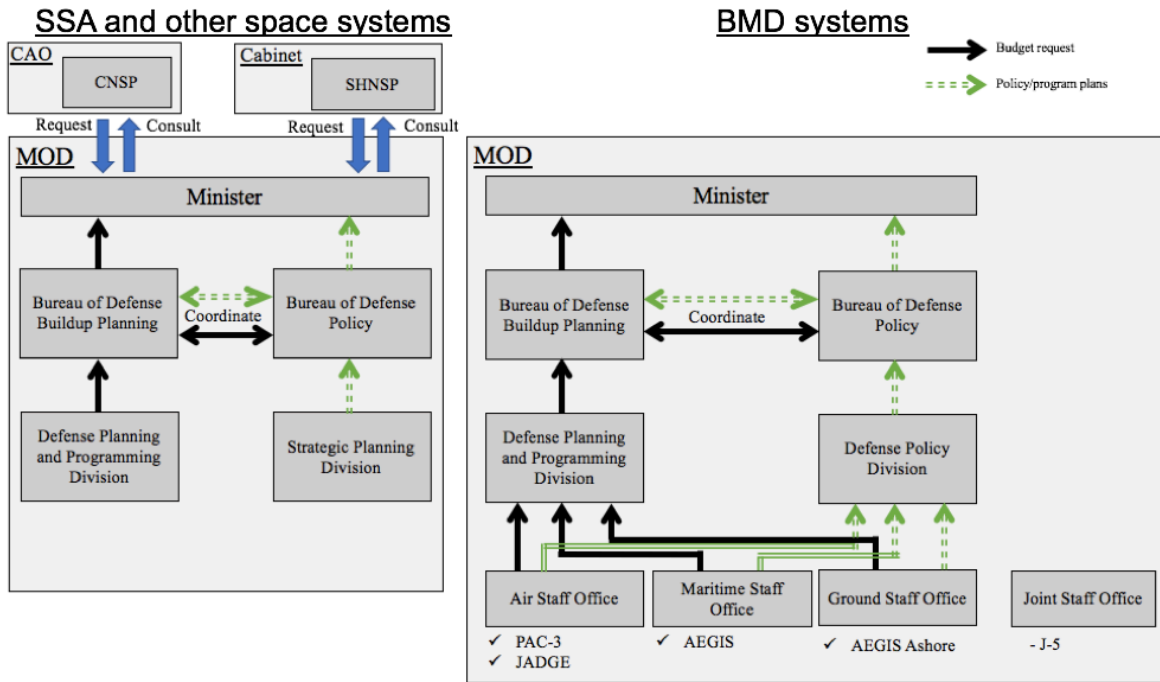 SSA and other space systems
CAO
CNSP
Cabinet
SHNSP
Request
Consult
Request
Consult
MOD
Minister
Bureau of Defense
Buildup Planning
Coordinate
Bureau of Defense
Policy
Defense Planning
and Programming
Division
Strategic Planning
Division
BMD systems
Budget request
Policy/program plans
MOD
Minister
Bureau of Defense
Buildup Planning
Coordinate
Bureau of Defense
Policy
Defense Planning
and Programming
Division
Defense Policy
Division
Air Staff Office
Maritime Staff
Office
Ground Staff Office
Joint Staff Office
✓ PAC-3
✓ JADGE
✓ AEGIS
✓ AEGIS Ashore
- J-5